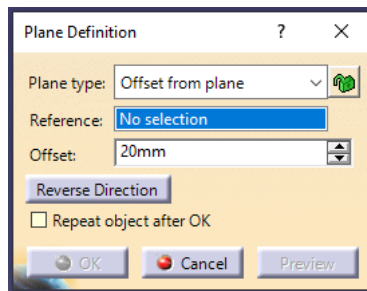 Plane Definition ?
Plane type: Offset from plane
Reference: No selection
Offset: 20mm
Reverse Direction
Repeat object after OK
OK Cancel Preview